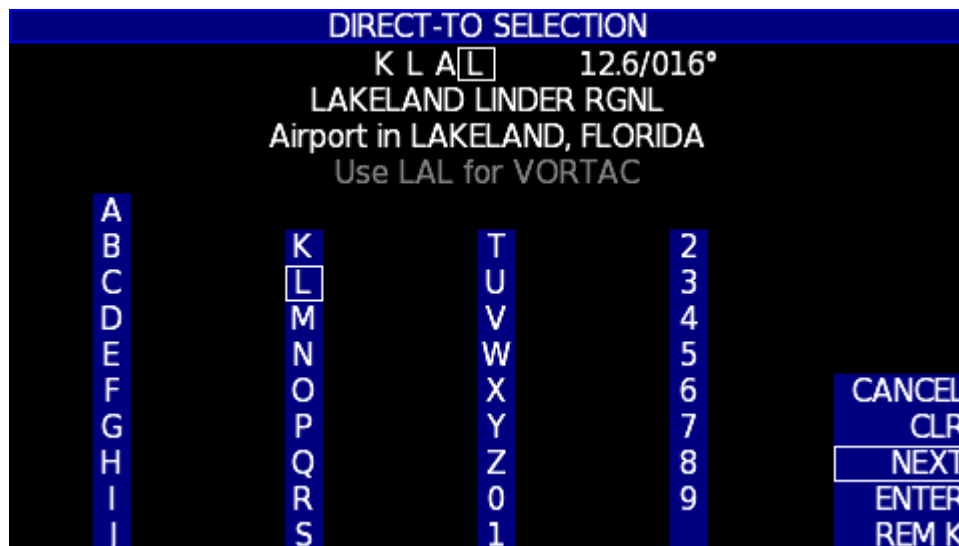 DIRECT-TO SELECTION
K L A L 12.6/016°
LAKELAND LINDER RGNL
Airport in LAKELAND, FLORIDA
Use LAL for VORTAC
A
B K T 2
C L U 3
D M V 4
E N W 5
F O X 6 CANCEL
G P Y 7 CLR
H Q Z 8 NEXT
I R 0 9 ENTER
J S 1 REM K